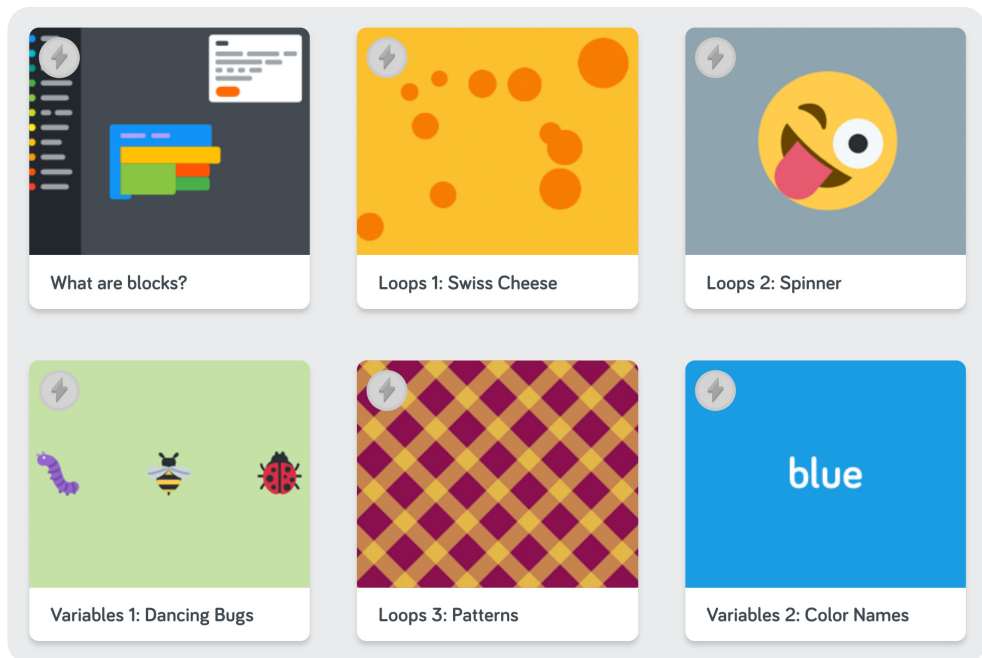 What are blocks?
Loops 1: Swiss Cheese
Loops 2: Spinner
blue
Variables 1: Dancing Bugs
Loops 3: Patterns
Variables 2: Color Names